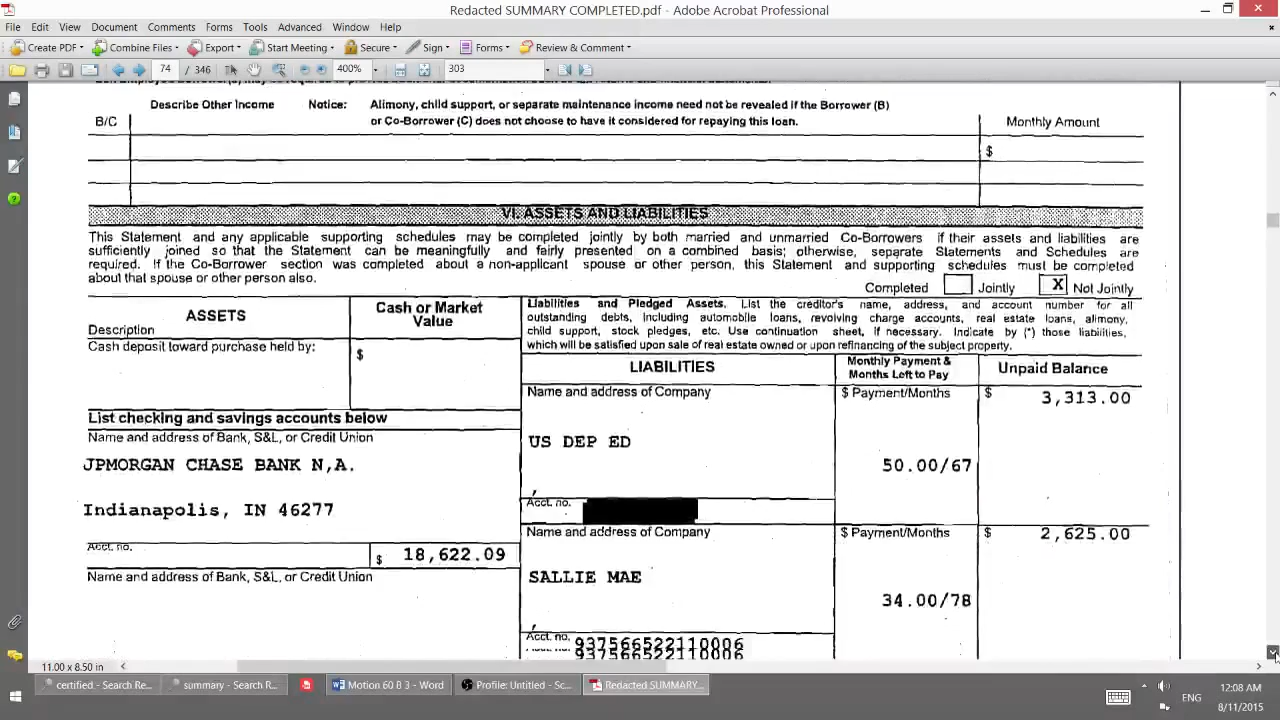 Redacted SUMMARY COMPLETED.pdf - Adobe Acrobat Professional
File Edit View Document Comments Forms Tools Advanced Window Help
Create PDF Combine Files Export Start Meeting Secure Sign Forms Review & Comment
74 / 346 400% 303
Describe Other Income Notice: Alimony, child support, or separate maintenance income need not be revealed if the Borrower (B)
B/C or Co-Borrower (C) does not choose to have it considered for repaying this loan. Monthly Amount
$
VI. ASSETS AND LIABILITIES
This Statement and any applicable supporting schedules may be completed jointly by both married and unmarried Co-Borrowers if their assets and liabilities are
sufficiently joined so that the Statement can be meaningfully and fairly presented on a combined basis; otherwise, separate Statements and Schedules are
required. If the Co-Borrower section was completed about a non-applicant spouse or other person, this Statement and supporting schedules must be completed
about that spouse or other person also.
Completed Jointly X Not Jointly
ASSETS
Description
Cash or Market
Value
Cash deposit toward purchase held by:
$
List checking and savings accounts below
Name and address of Bank, S&L, or Credit Union
JPMORGAN CHASE BANK N,A.
Indianapolis, IN 46277
Acct. no. $ 18,622.09
Name and address of Bank, S&L, or Credit Union
Liabilities and Pledged Assets. List the creditor's name, address, and account number for all
outstanding debts, including automobile loans, revolving charge accounts, real estate loans, alimony,
child support, stock pledges, etc. Use continuation sheet, if necessary. Indicate by (*) those liabilities,
which will be satisfied upon sale of real estate owned or upon refinancing of the subject property.
LIABILITIES
Monthly Payment &
Months Left to Pay
Unpaid Balance
Name and address of Company $ Payment/Months $ 3,313.00
US DEP ED
50.00/67
,
Acct. no.
Name and address of Company $ Payment/Months $ 2,625.00
SALLIE MAE
34.00/78
,
Acct. no. 937566522110006
937566522110006
11.00 x 8.50 in
certified - Search Re... summary - Search R... Motion 60 B 3 - Word Profile: Untitled - Sc... Redacted SUMMARY...
ENG
12:08 AM
8/11/2015